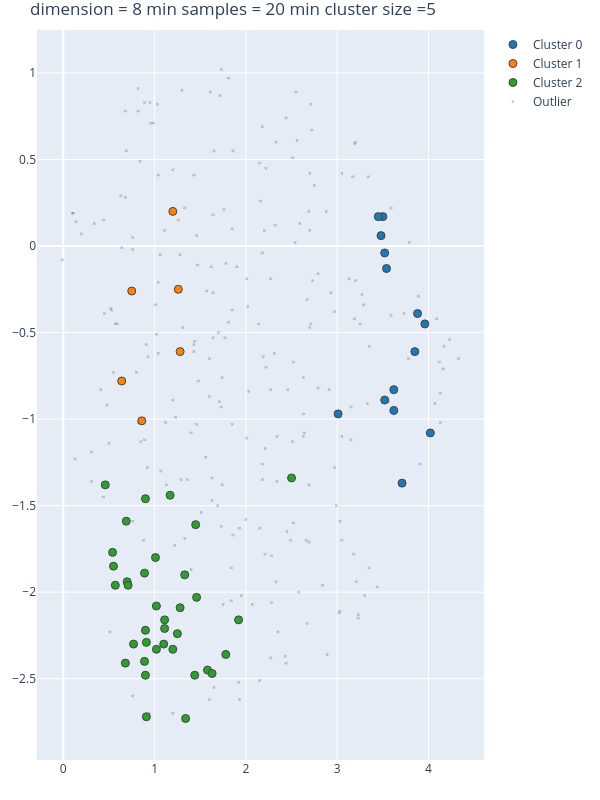 dimension = 8 min samples = 20 min cluster size =5
Cluster 0
Cluster 1
Cluster 2
Outlier
1
0.5
0
−0.5
−1
−1.5
−2
−2.5
0 1 2 3 4